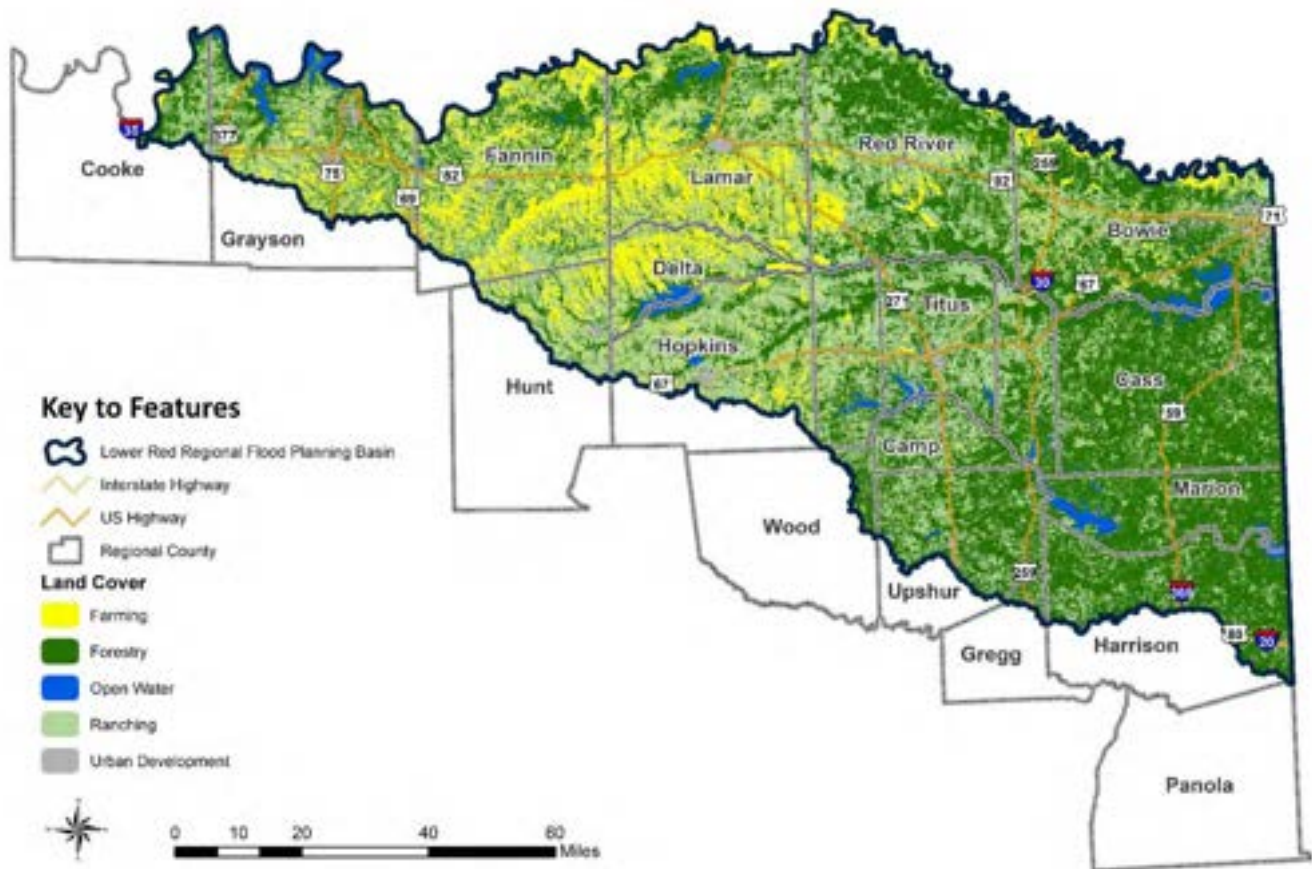 35
Cooke
377
Grayson
75
69
82
Fannin
Lamar
Red River
82
259
Bowie
71
Delta
30
67
271
Titus
Hopkins
67
Hunt
Cass
59
Camp
Marion
Wood
Upshur
259
369
Gregg
Harrison
80
20
Panola
Key to Features
Lower Red Regional Flood Planning Basin
Interstate Highway
US Highway
Regional County
Land Cover
Farming
Forestry
Open Water
Ranching
Urban Development
0 10 20 40 60
Miles